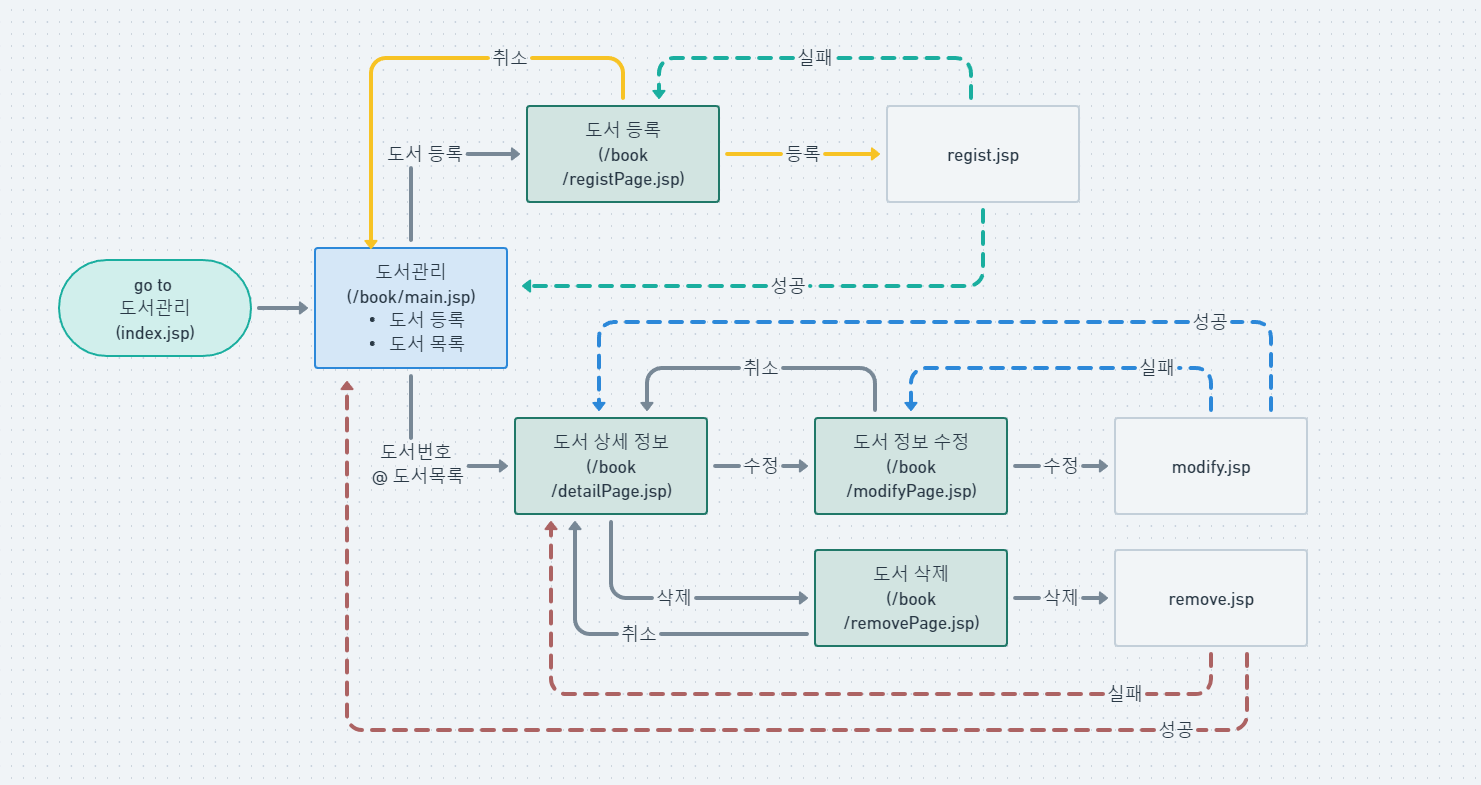 취소
실패
도서 등록
도서 등록
(/book
/registPage.jsp)
등록
regist.jsp
go to
도서관리
(index.jsp)
도서관리
(/book/main.jsp)
• 도서 등록
• 도서 목록
성공
성공
취소
실패
도서번호
@ 도서목록
도서 상세 정보
(/book
/detailPage.jsp)
수정
도서 정보 수정
(/book
/modifyPage.jsp)
수정
modify.jsp
삭제
취소
도서 삭제
(/book
/removePage.jsp)
삭제
remove.jsp
실패
성공